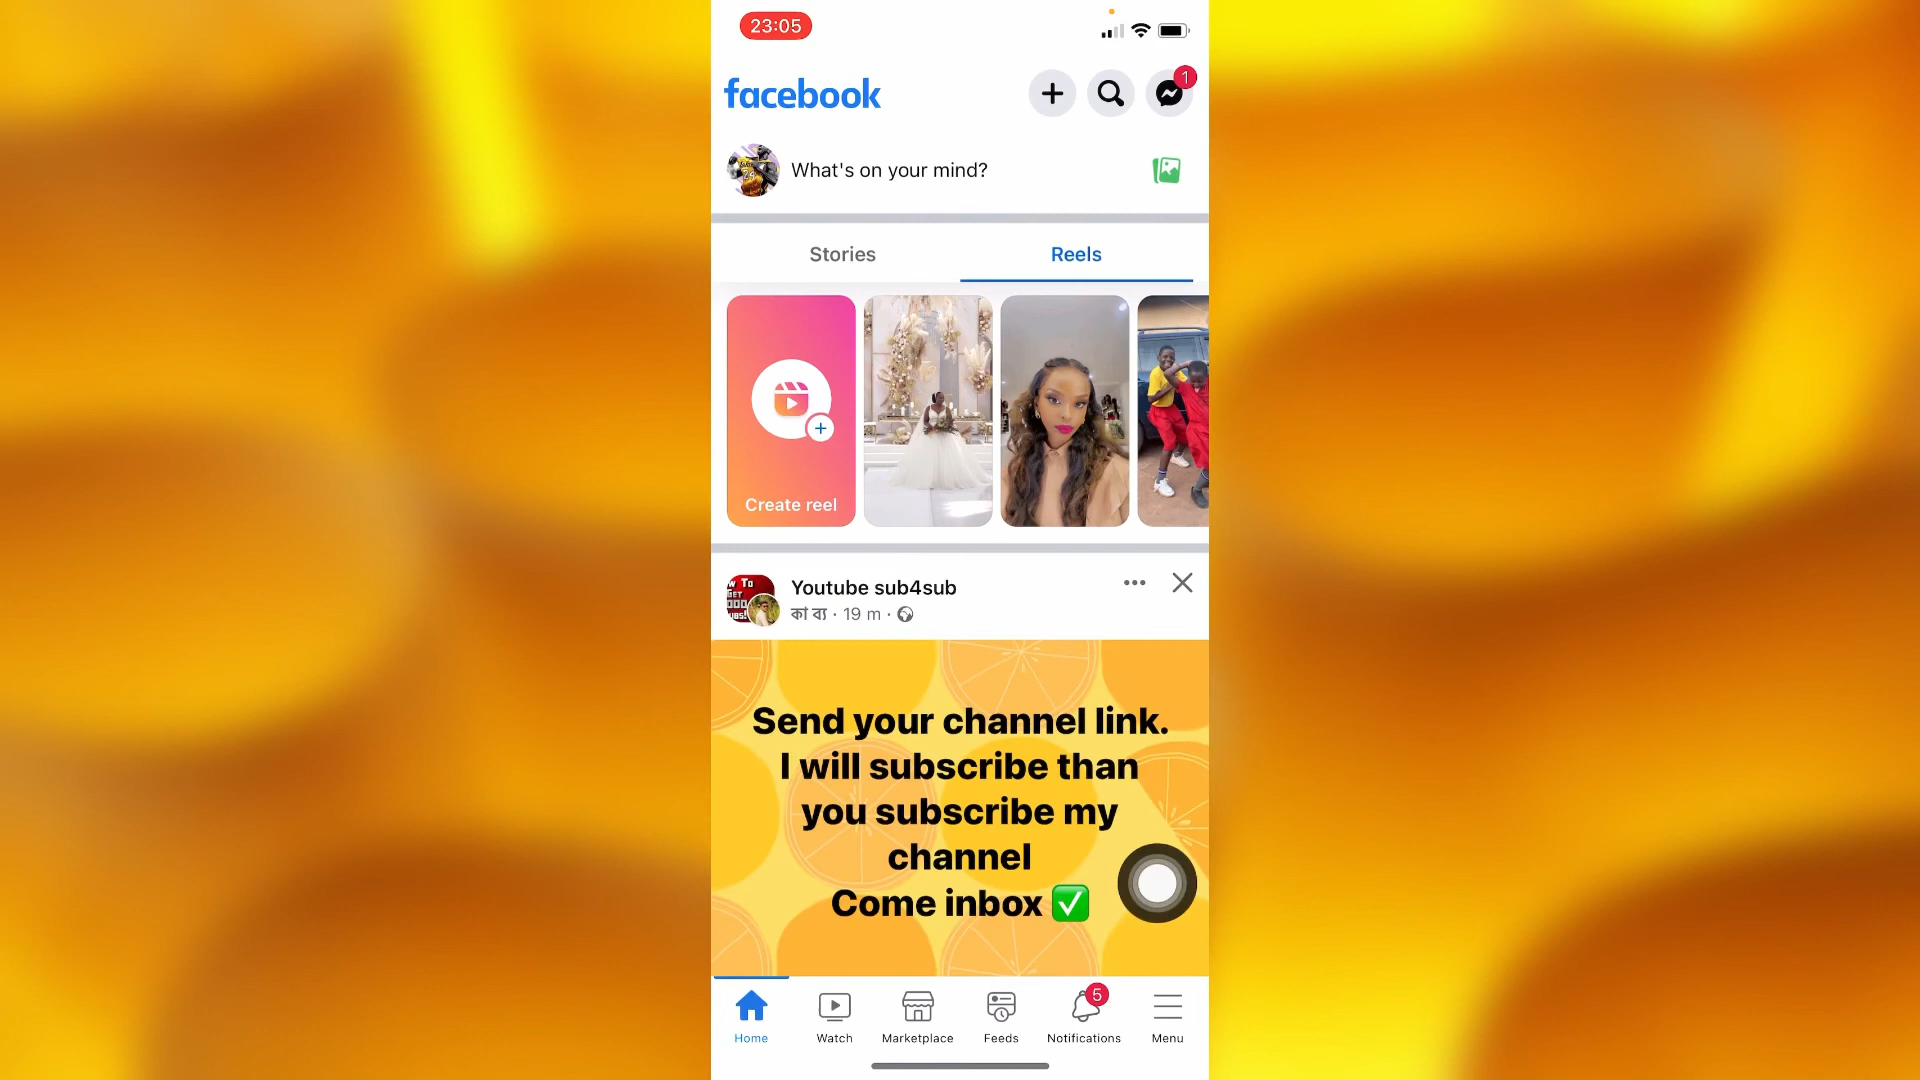 23:05
facebook
1
What's on your mind?
Stories
Reels
Create reel
Youtube sub4sub
কা ব্য · 19 m ·
Send your channel link.
I will subscribe than
you subscribe my
channel
Come inbox ✅
5
Home
Watch
Marketplace
Feeds
Notifications
Menu